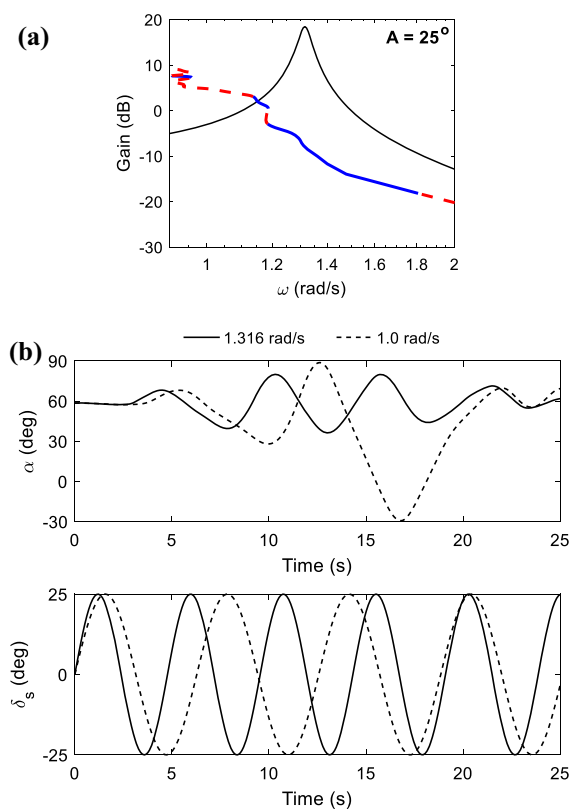 (a)
A = 25°
20
10
0
-10
-20
-30
Gain (dB)
1
1.2
1.4
1.6
1.8
2
ω (rad/s)
(b)
1.316 rad/s
1.0 rad/s
90
60
30
0
-30
α (deg)
0
5
10
15
20
25
Time (s)
25
0
-25
δs (deg)
0
5
10
15
20
25
Time (s)